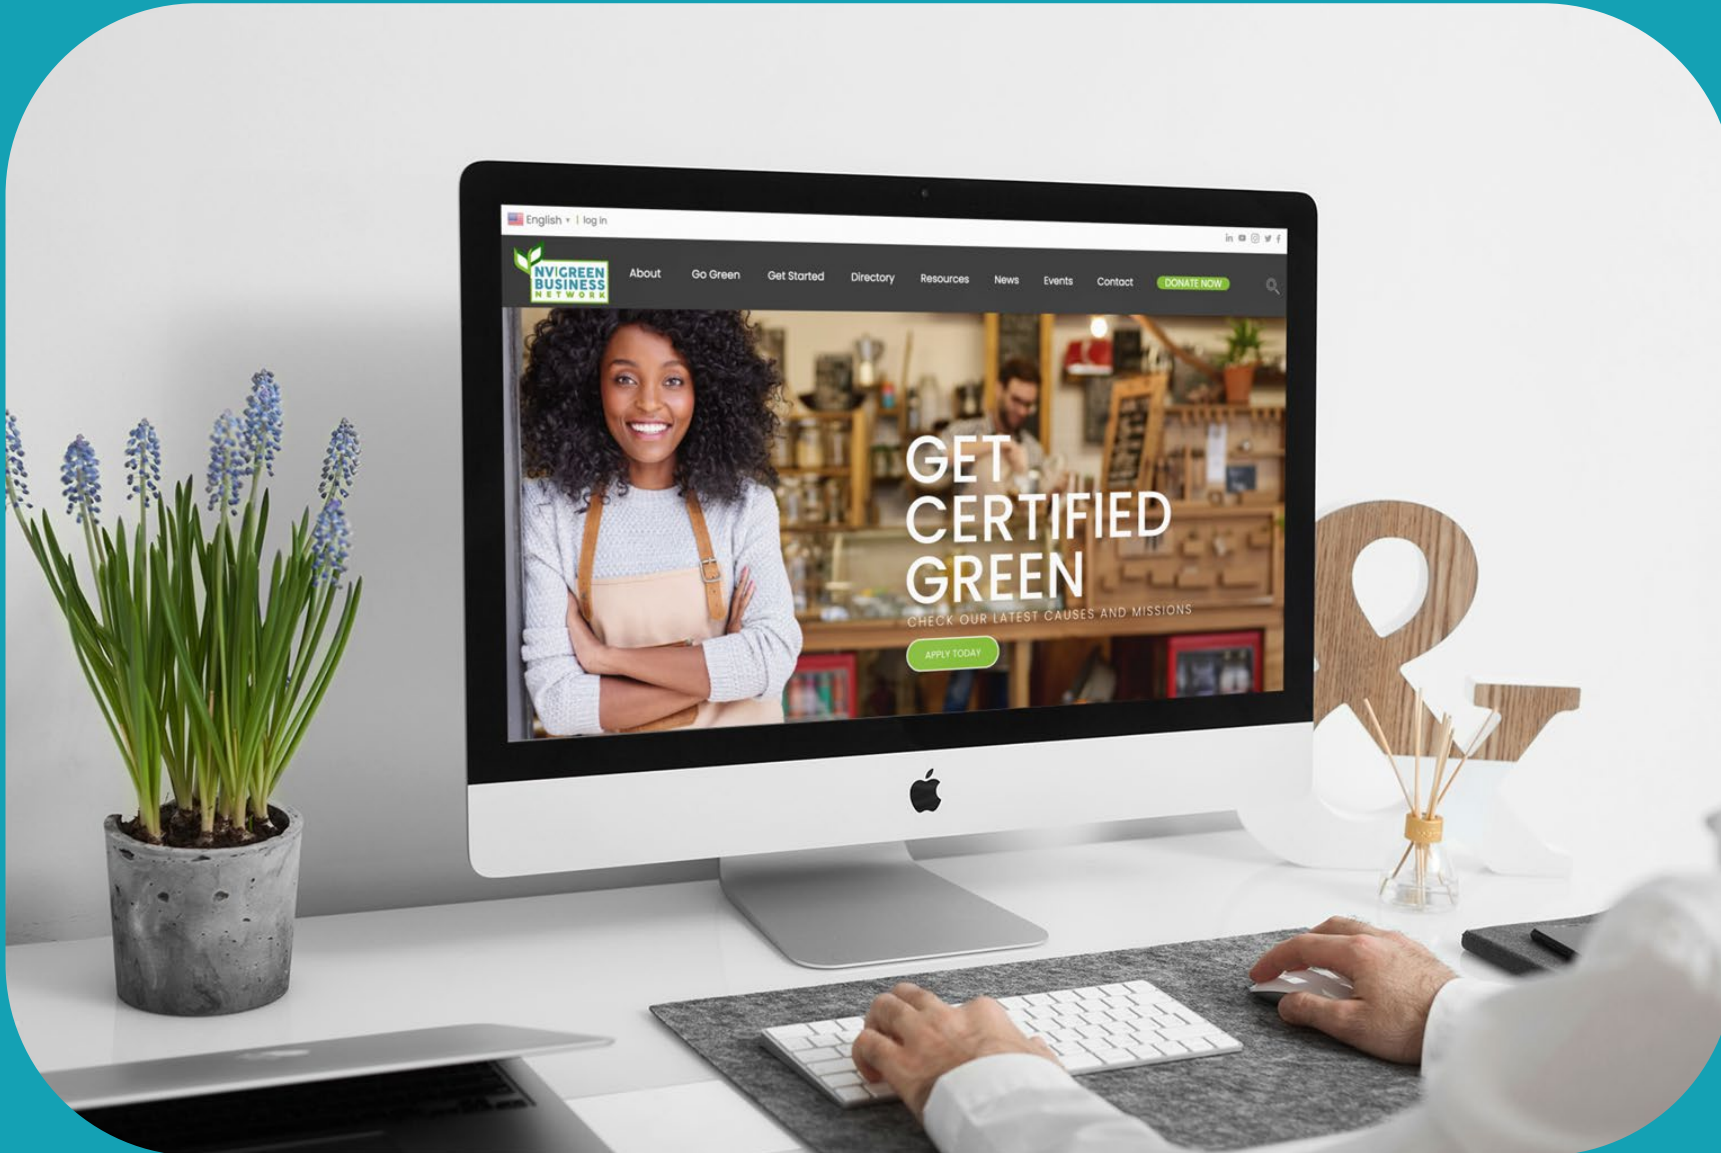 English ▾ | log in
NV|GREEN
BUSINESS
NETWORK
About Go Green Get Started Directory Resources News Events Contact DONATE NOW
GET
CERTIFIED
GREEN
CHECK OUR LATEST CAUSES AND MISSIONS
APPLY TODAY